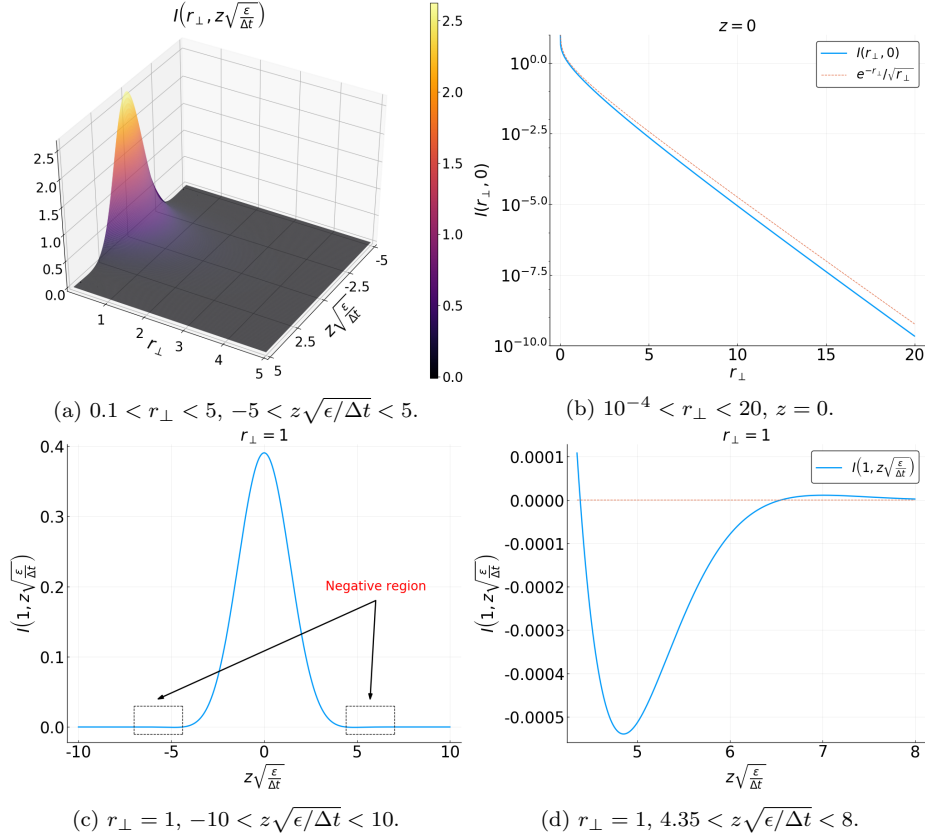 I(r⊥, z√(ε/Δt))
2.5
2.0
1.5
1.0
0.5
0.0
1
2
3
4
5
r⊥
5
2.5
0
-2.5
-5
z√(ε/Δt)
2.5
2.0
1.5
1.0
0.5
0.0
(a) 0.1 < r⊥ < 5, −5 < z√ϵ/Δt < 5.
z = 0
I(r⊥, 0)
e^{-r⊥}/√r⊥
10^{0.0}
10^{-2.5}
10^{-5.0}
10^{-7.5}
10^{-10.0}
I(r⊥, 0)
0
5
10
15
20
r⊥
(b) 10^{−4} < r⊥ < 20, z = 0.
r⊥ = 1
0.4
0.3
0.2
0.1
0.0
I(1, z√(ε/Δt))
Negative region
-10
-5
0
5
10
z√(ε/Δt)
(c) r⊥ = 1, −10 < z√ϵ/Δt < 10.
r⊥ = 1
I(1, z√(ε/Δt))
0.0001
0.0000
-0.0001
-0.0002
-0.0003
-0.0004
-0.0005
I(1, z√(ε/Δt))
5
6
7
8
z√(ε/Δt)
(d) r⊥ = 1, 4.35 < z√ϵ/Δt < 8.